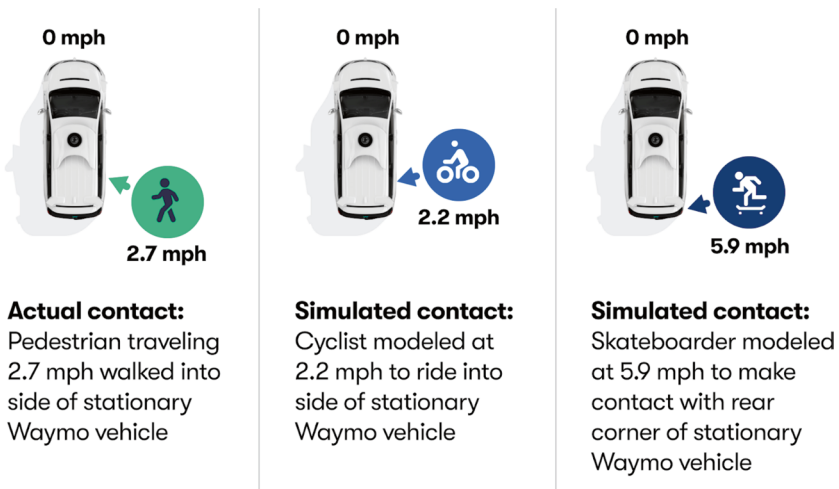 0 mph
2.7 mph
Actual contact:
Pedestrian traveling
2.7 mph walked into
side of stationary
Waymo vehicle
0 mph
2.2 mph
Simulated contact:
Cyclist modeled at
2.2 mph to ride into
side of stationary
Waymo vehicle
0 mph
5.9 mph
Simulated contact:
Skateboarder modeled
at 5.9 mph to make
contact with rear
corner of stationary
Waymo vehicle